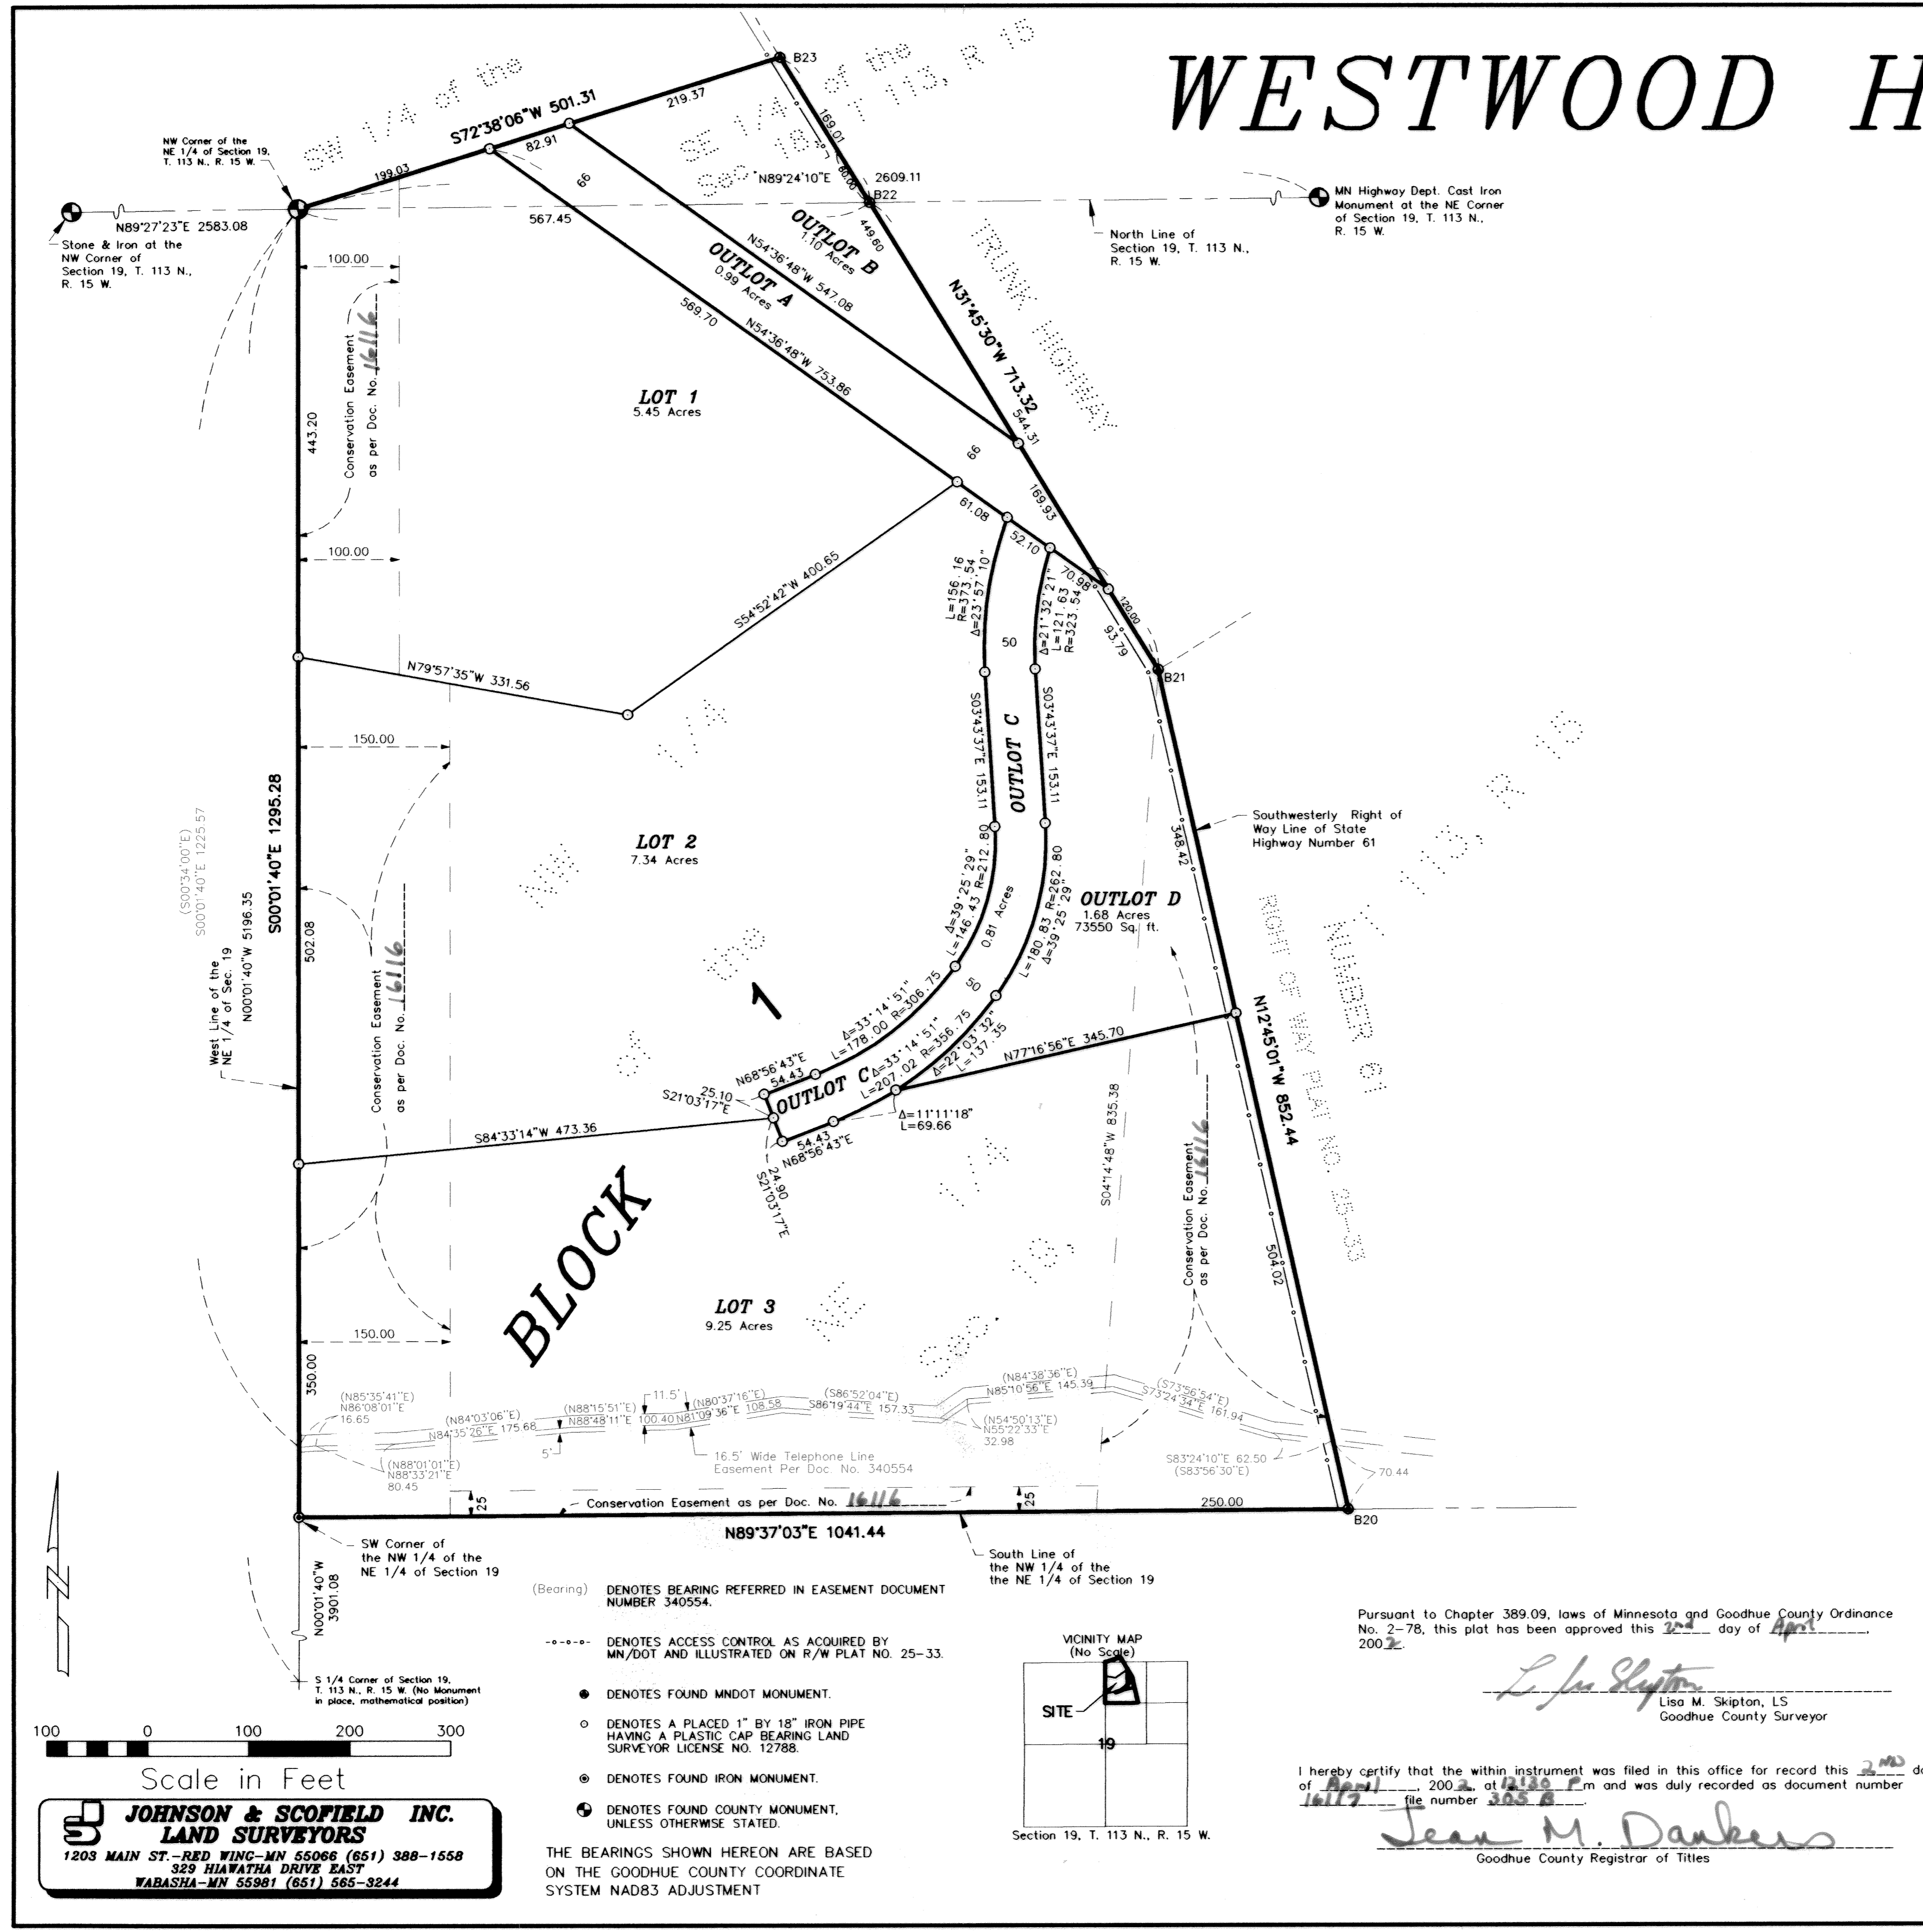 WESTWOOD H
SW 1/4 of the
SE 1/4 of the
Sec. 18, T 113, R 15
B23
S72°38'06"W 501.31
219.37
82.91
199.03
66
169.01
60.00
NW Corner of the
NE 1/4 of Section 19,
T. 113 N., R. 15 W.
N89°27'23"E 2583.08
Stone & Iron at the
NW Corner of
Section 19, T. 113 N.,
R. 15 W.
N89°24'10"E 2609.11
B22
567.45
449.60
MN Highway Dept. Cast Iron
Monument at the NE Corner
of Section 19, T. 113 N.,
R. 15 W.
North Line of
Section 19, T. 113 N.,
R. 15 W.
OUTLOT B
1.10 Acres
N54°36'48"W 547.08
OUTLOT A
0.99 Acres
569.70
N54°36'48"W 753.86
N31°45'30"W 713.32
544.31
TRUNK HIGHWAY
100.00
Conservation Easement
as per Doc. No. 16116
443.20
100.00
LOT 1
5.45 Acres
66
61.08
169.93
52.10
70.98
120.00
93.79
B21
S54°52'42"W 400.65
L=156.16
R=373.54
Δ=23°57'10"
50
Δ=21°32'21"
L=121.63
R=323.54
N79°57'35"W 331.56
150.00
S03°43'37"E 153.11
OUTLOT C
S03°43'37"E 153.11
NW 1/4
of the
NE 1/4
Sec. 19,
T 113, R 15
(S00°34'00"E)
S00°01'40"E 1225.57
S00°01'40"E 1295.28
West Line of the
NE 1/4 of Sec. 19
N00°01'40"W 5196.35
502.08
LOT 2
7.34 Acres
Conservation Easement
as per Doc. No. 16116
Δ=39°25'29"
L=146.43 R=212.80
0.81 Acres
L=180.83 R=262.80
Δ=39°25'29"
50
OUTLOT D
1.68 Acres
73550 Sq. ft.
348.42
Southwesterly Right of
Way Line of State
Highway Number 61
RIGHT OF WAY PLAT NO. 25-33
NUMBER 61
1
Δ=33°14'51"
L=178.00 R=306.75
Δ=33°14'51"
L=207.02 R=356.75
Δ=22°03'32"
L=137.35
N77°16'56"E 345.70
N68°56'43"E
54.43
25.10
S21°03'17"E
OUTLOT C
Δ=11°11'18"
L=69.66
54.43
N68°56'43"E
24.90
S21°03'17"E
S84°33'14"W 473.36
S04°14'48"W 835.38
Conservation Easement
as per Doc. No. 16116
N12°45'01"W 852.44
504.02
BLOCK
LOT 3
9.25 Acres
150.00
350.00
(N85°35'41"E)
N86°08'01"E
16.65
(N84°03'06"E)
N84°35'26"E 175.68
(N88°15'51"E)
N88°48'11"E 100.40
11.5'
(N80°37'16"E)
N81°09'36"E 108.58
(S86°52'04"E)
S86°19'44"E 157.33
(N84°38'36"E)
N85°10'56"E 145.39
(S73°56'54"E)
S73°24'34"E 161.94
(N88°01'01"E)
N88°33'21"E
80.45
5'
16.5' Wide Telephone Line
Easement Per Doc. No. 340554
(N54°50'13"E)
N55°22'33"E
32.98
S83°24'10"E 62.50
(S83°56'30"E)
70.44
25
Conservation Easement as per Doc. No. 16116
25
250.00
B20
N89°37'03"E 1041.44
SW Corner of
the NW 1/4 of the
NE 1/4 of Section 19
South Line of
the NW 1/4 of the
the NE 1/4 of Section 19
N00°01'40"W
3901.08
S 1/4 Corner of Section 19,
T. 113 N., R. 15 W. (No Monument
in place, mathematical position)
N
(Bearing) DENOTES BEARING REFERRED IN EASEMENT DOCUMENT
NUMBER 340554.
DENOTES ACCESS CONTROL AS ACQUIRED BY
MN/DOT AND ILLUSTRATED ON R/W PLAT NO. 25-33.
DENOTES FOUND MNDOT MONUMENT.
DENOTES A PLACED 1" BY 18" IRON PIPE
HAVING A PLASTIC CAP BEARING LAND
SURVEYOR LICENSE NO. 12788.
DENOTES FOUND IRON MONUMENT.
DENOTES FOUND COUNTY MONUMENT,
UNLESS OTHERWISE STATED.
THE BEARINGS SHOWN HEREON ARE BASED
ON THE GOODHUE COUNTY COORDINATE
SYSTEM NAD83 ADJUSTMENT
100 0 100 200 300
Scale in Feet
JOHNSON & SCOFIELD INC.
LAND SURVEYORS
1203 MAIN ST.-RED WING-MN 55066 (651) 388-1558
329 HIAWATHA DRIVE EAST
WABASHA-MN 55981 (651) 565-3244
VICINITY MAP
(No Scale)
SITE
19
Section 19, T. 113 N., R. 15 W.
Pursuant to Chapter 389.09, laws of Minnesota and Goodhue County Ordinance
No. 2-78, this plat has been approved this 2nd day of April,
2002.
Lisa M. Skipton, LS
Goodhue County Surveyor
I hereby certify that the within instrument was filed in this office for record this 2ND
of April, 2002, at 12:30 P m and was duly recorded as document number
16117 file number 305 B.
Jean M. Dankers
Goodhue County Registrar of Titles